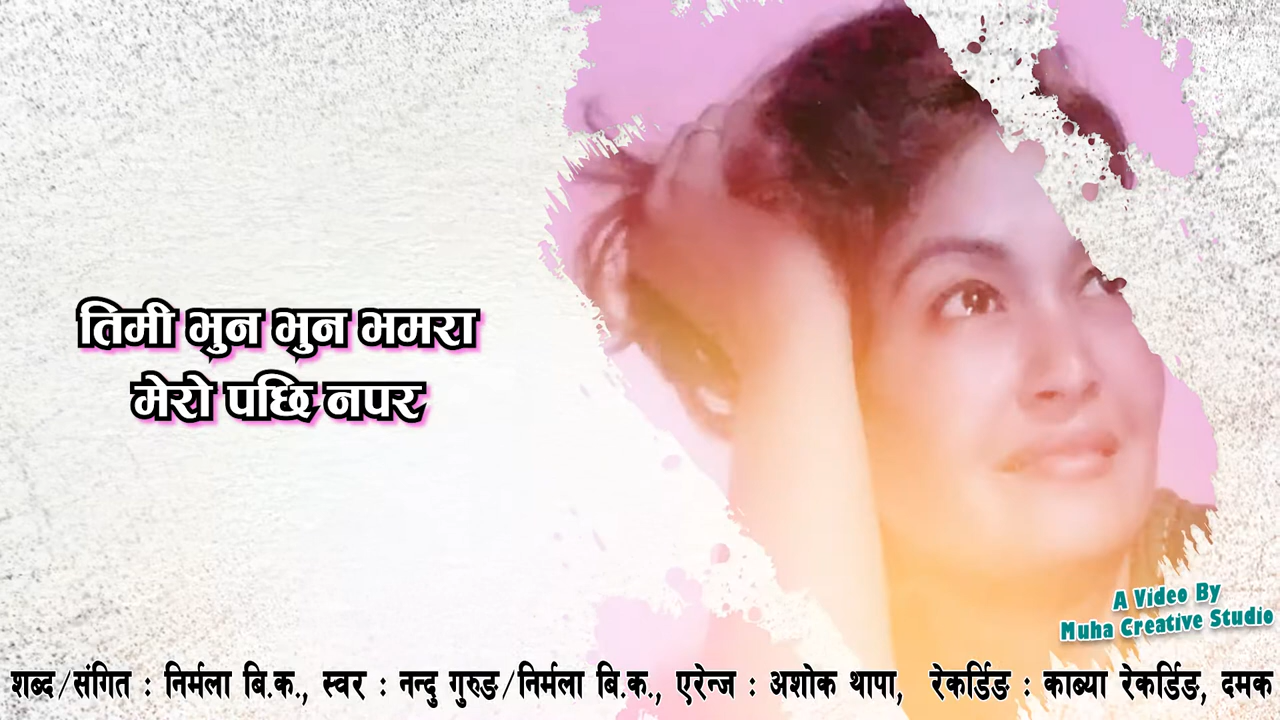 तिमी भुन भुन भमरा
मेरो पछि नपर
A Video By
Muha Creative Studio
शब्द/संगित : निर्मला बि.क., स्वर : नन्दु गुरुङ/निर्मला बि.क., एरेन्ज : अशोक थापा, रेकर्डिङ : काब्या रेकर्डिङ, दमक